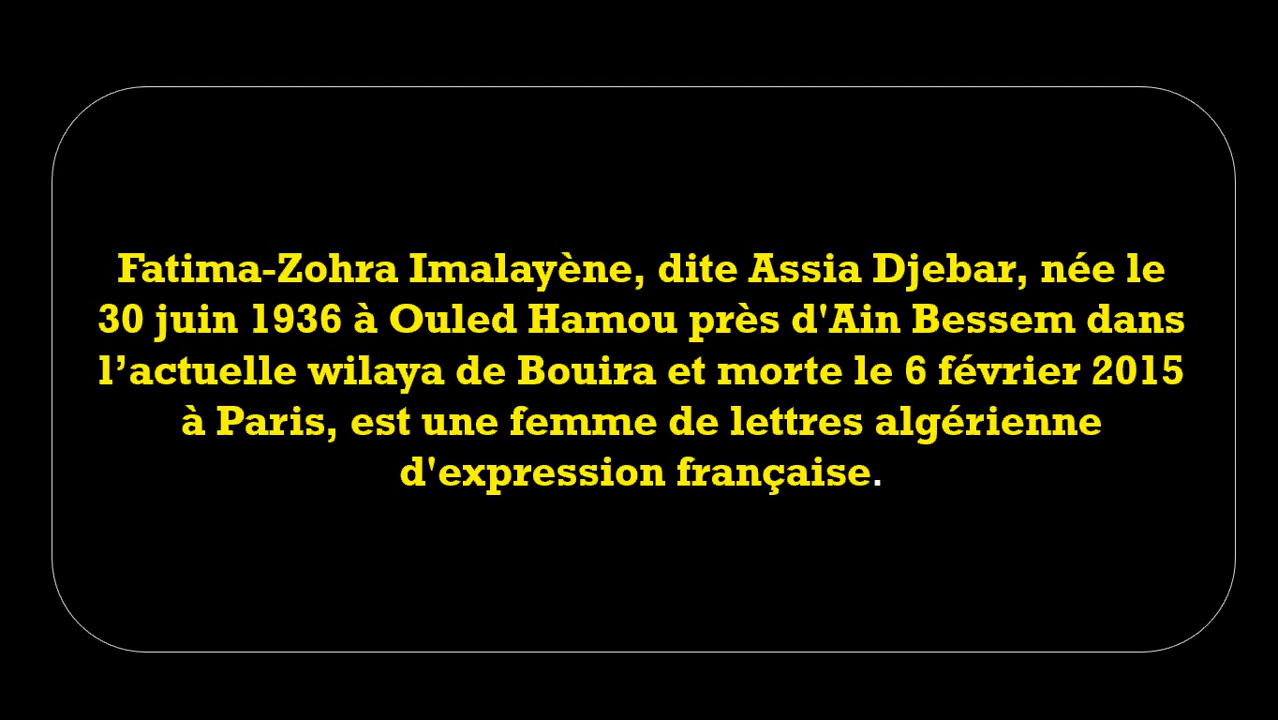 Fatima-Zohra Imalayène, dite Assia Djebar, née le
30 juin 1936 à Ouled Hamou près d'Ain Bessem dans
l’actuelle wilaya de Bouira et morte le 6 février 2015
à Paris, est une femme de lettres algérienne
d'expression française.